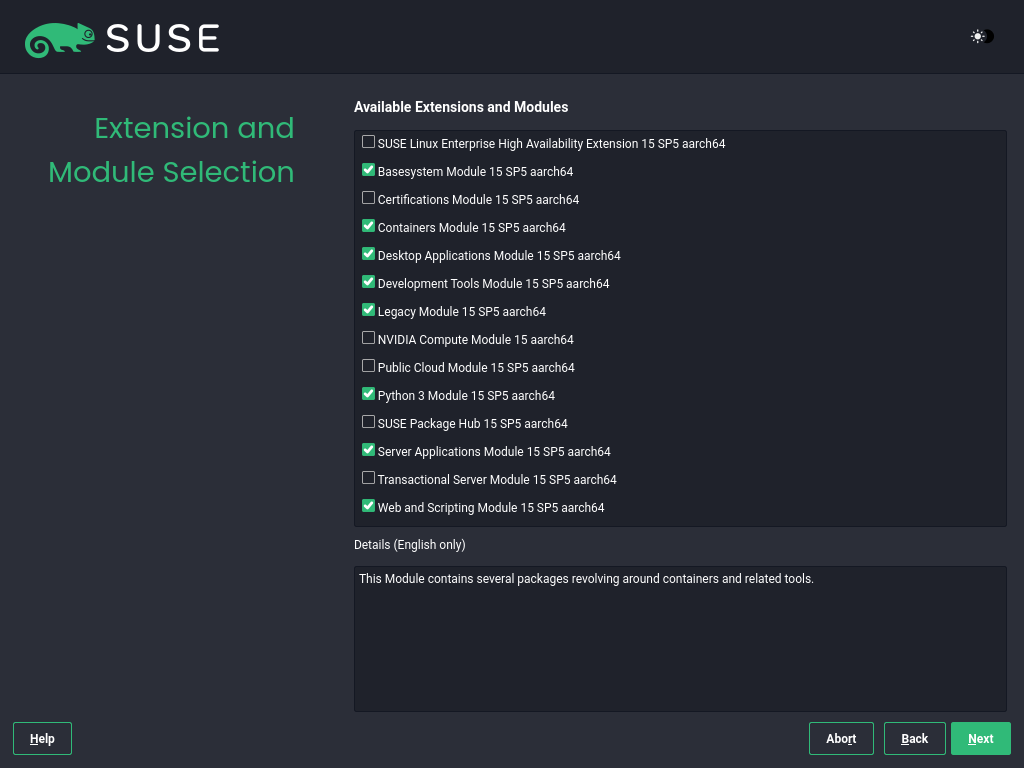 SUSE
Extension and
Module Selection
Available Extensions and Modules
SUSE Linux Enterprise High Availability Extension 15 SP5 aarch64
Basesystem Module 15 SP5 aarch64
Certifications Module 15 SP5 aarch64
Containers Module 15 SP5 aarch64
Desktop Applications Module 15 SP5 aarch64
Development Tools Module 15 SP5 aarch64
Legacy Module 15 SP5 aarch64
NVIDIA Compute Module 15 aarch64
Public Cloud Module 15 SP5 aarch64
Python 3 Module 15 SP5 aarch64
SUSE Package Hub 15 SP5 aarch64
Server Applications Module 15 SP5 aarch64
Transactional Server Module 15 SP5 aarch64
Web and Scripting Module 15 SP5 aarch64
Details (English only)
This Module contains several packages revolving around containers and related tools.
Help
Abort
Back
Next